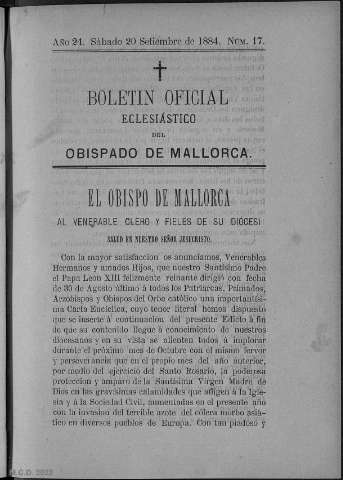 Año 24. Sábado 20 Setiembre de 1884. Núm. 17.
BOLETIN OFICIAL
ECLESIÁSTICO
DEL
OBISPADO DE MALLORCA.
EL OBISPO DE MALLORCA
AL VENERABLE CLERO Y FIELES DE SU DIÓCESI
SALUD EN NUESTRO SEÑOR JESUCRISTO.
Con la mayor satisfaccion os anunciamos, Venerables
Hermanos y amados Hijos, que nuestro Santísimo Padre
el Papa Leon XIII felizmente reinante dirigió con fecha
de 30 de Agosto último á todos los Patriarcas, Primados,
Arzobispos y Obispos del Orbe católico una importantísi-
ma Carta Encíclica, cuyo tenor literal hemos dispuesto
que se inserte á continuacion del presente Edicto á fin
de que su contenido llegue á conocimiento de nuestros
diocesanos y en su vista se alienten todos á implorar
durante el próximo mes de Octubre con el mismo fervor
y perseverancia que en el propio mes del año anterior,
por medio del ejercicio del Santo Rosario, la poderosa
proteccion y amparo de la Santísima Vírgen Madre de
Dios en las gravísimas calamidades que afligen á la Igle-
sia y á la Sociedad Civil, aumentadas en el presente año
con la invasion del terrible azote del cólera morbo asiá-
tico en diversos pueblos de Europa. Con tan piadoso y
M.C.D. 2022